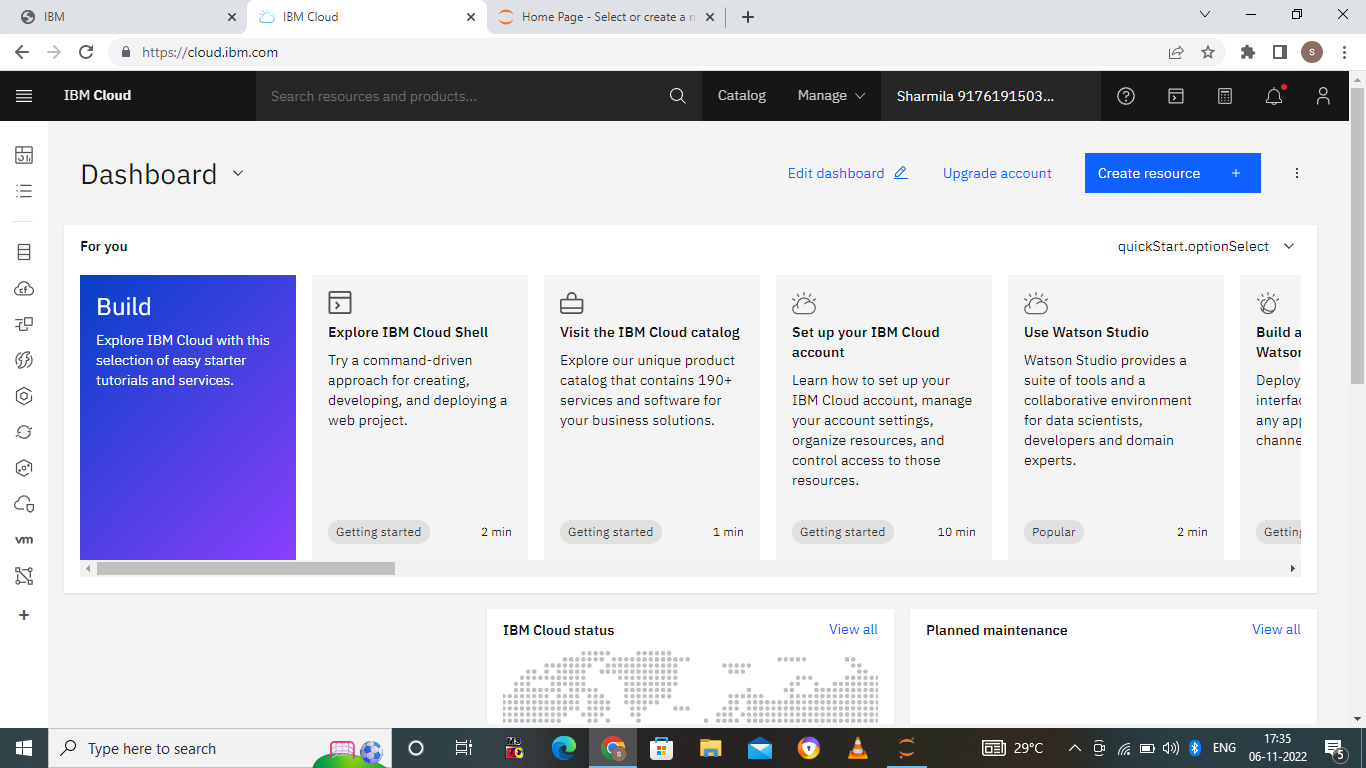 IBM
IBM Cloud
Home Page - Select or create a n
https://cloud.ibm.com
s
IBM Cloud
Search resources and products...
Catalog
Manage
Sharmila 9176191503...
Dashboard
Edit dashboard
Upgrade account
Create resource
For you
quickStart.optionSelect
Build
Explore IBM Cloud with this
selection of easy starter
tutorials and services.
Explore IBM Cloud Shell
Try a command-driven
approach for creating,
developing, and deploying a
web project.
Getting started
2 min
Visit the IBM Cloud catalog
Explore our unique product
catalog that contains 190+
services and software for
your business solutions.
Getting started
1 min
Set up your IBM Cloud
account
Learn how to set up your
IBM Cloud account, manage
your account settings,
organize resources, and
control access to those
resources.
Getting started
10 min
Use Watson Studio
Watson Studio provides a
suite of tools and a
collaborative environment
for data scientists,
developers and domain
experts.
Popular
2 min
Build a
Watson
Deploy
interfac
any app
channe
Getting
cf
vm
IBM Cloud status
View all
Planned maintenance
View all
Type here to search
29°C
ENG
17:35
06-11-2022
5